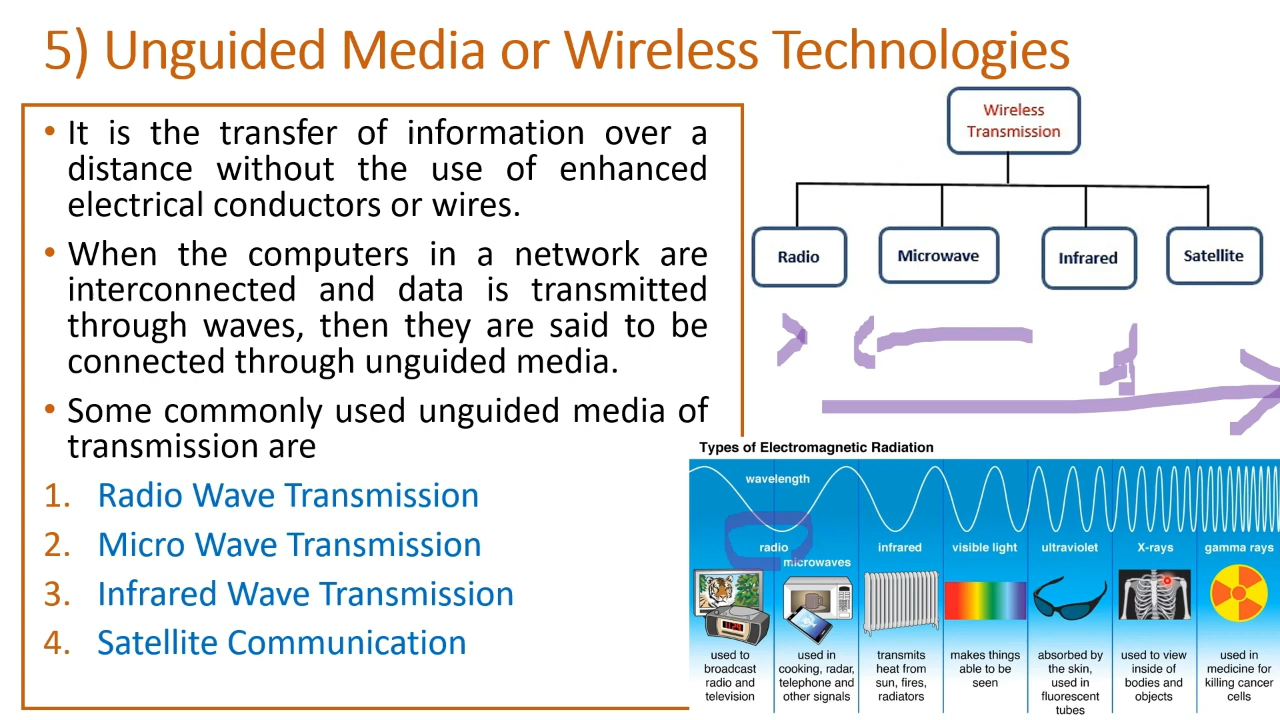 5) Unguided Media or Wireless Technologies
• It is the transfer of information over a
distance without the use of enhanced
electrical conductors or wires.
• When the computers in a network are
interconnected and data is transmitted
through waves, then they are said to be
connected through unguided media.
• Some commonly used unguided media of
transmission are
1. Radio Wave Transmission
2. Micro Wave Transmission
3. Infrared Wave Transmission
4. Satellite Communication
Wireless
Transmission
Radio
Microwave
Infrared
Satellite
Types of Electromagnetic Radiation
wavelength
radio
microwaves
infrared
visible light
ultraviolet
X-rays
gamma rays
used to
broadcast
radio and
television
used in
cooking, radar,
telephone and
other signals
transmits
heat from
sun, fires,
radiators
makes things
able to be
seen
absorbed by
the skin,
used in
fluorescent
tubes
used to view
inside of
bodies and
objects
used in
medicine for
killing cancer
cells